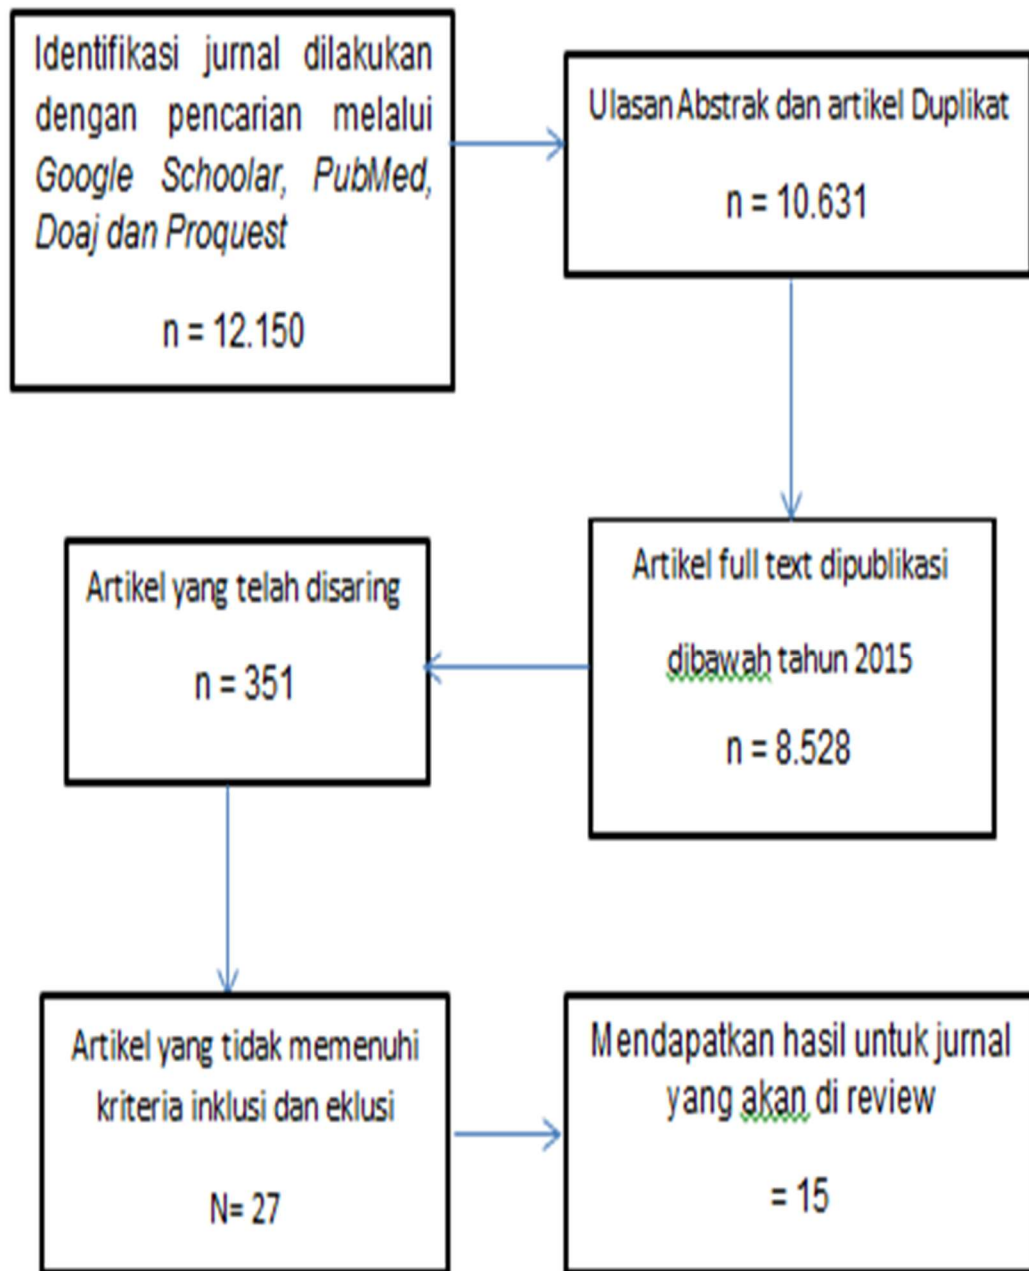 Identifikasi jurnal dilakukan
dengan pencarian melalui
Google Schoolar, PubMed,
Doaj dan Proquest
n = 12.150
Ulasan Abstrak dan artikel Duplikat
n = 10.631
Artikel full text dipublikasi
dibawah tahun 2015
n = 8.528
Artikel yang telah disaring
n = 351
Artikel yang tidak memenuhi
kriteria inklusi dan eklusi
N= 27
Mendapatkan hasil untuk jurnal
yang akan di review
= 15